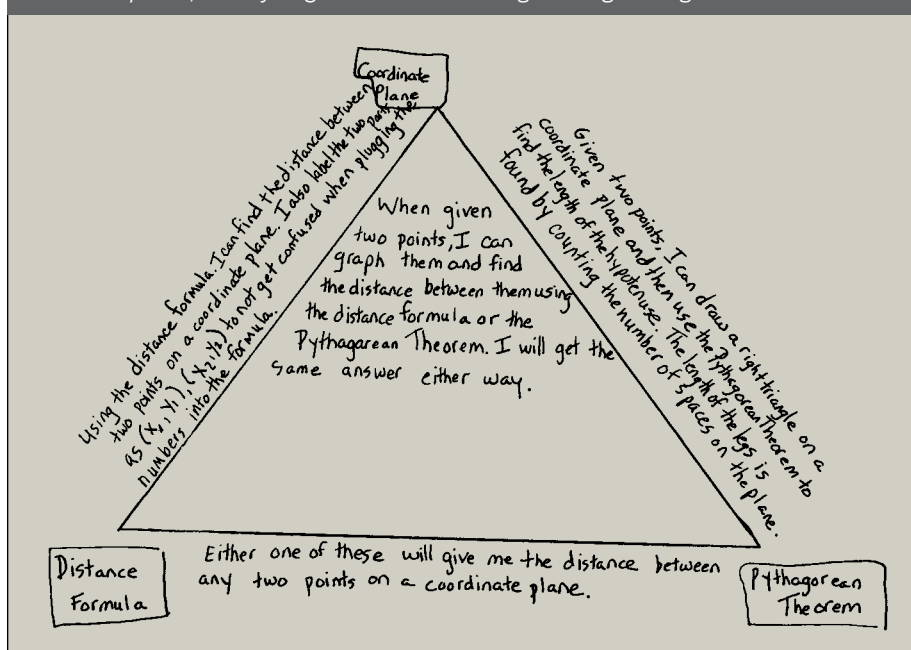 Coordinate
Plane
Using the distance formula. I can find the distance between
two points on a coordinate plane. I also label the two points
as (x₁, y₁), (x₂, y₂) to not get confused when plugging the
numbers into the formula.
Given two points, I can draw a right triangle on a
coordinate plane and then use the Pythagorean Theorem to
find the length of the hypotenuse. The length of the legs is
found by counting the number of spaces on the plane.
When given
two points, I can
graph them and find
the distance between them using
the distance formula or the
Pythagarean Theorem. I will get the
same answer either way.
Distance
Formula
Either one of these will give me the distance between
any two points on a coordinate plane.
Pythagorean
Theorem